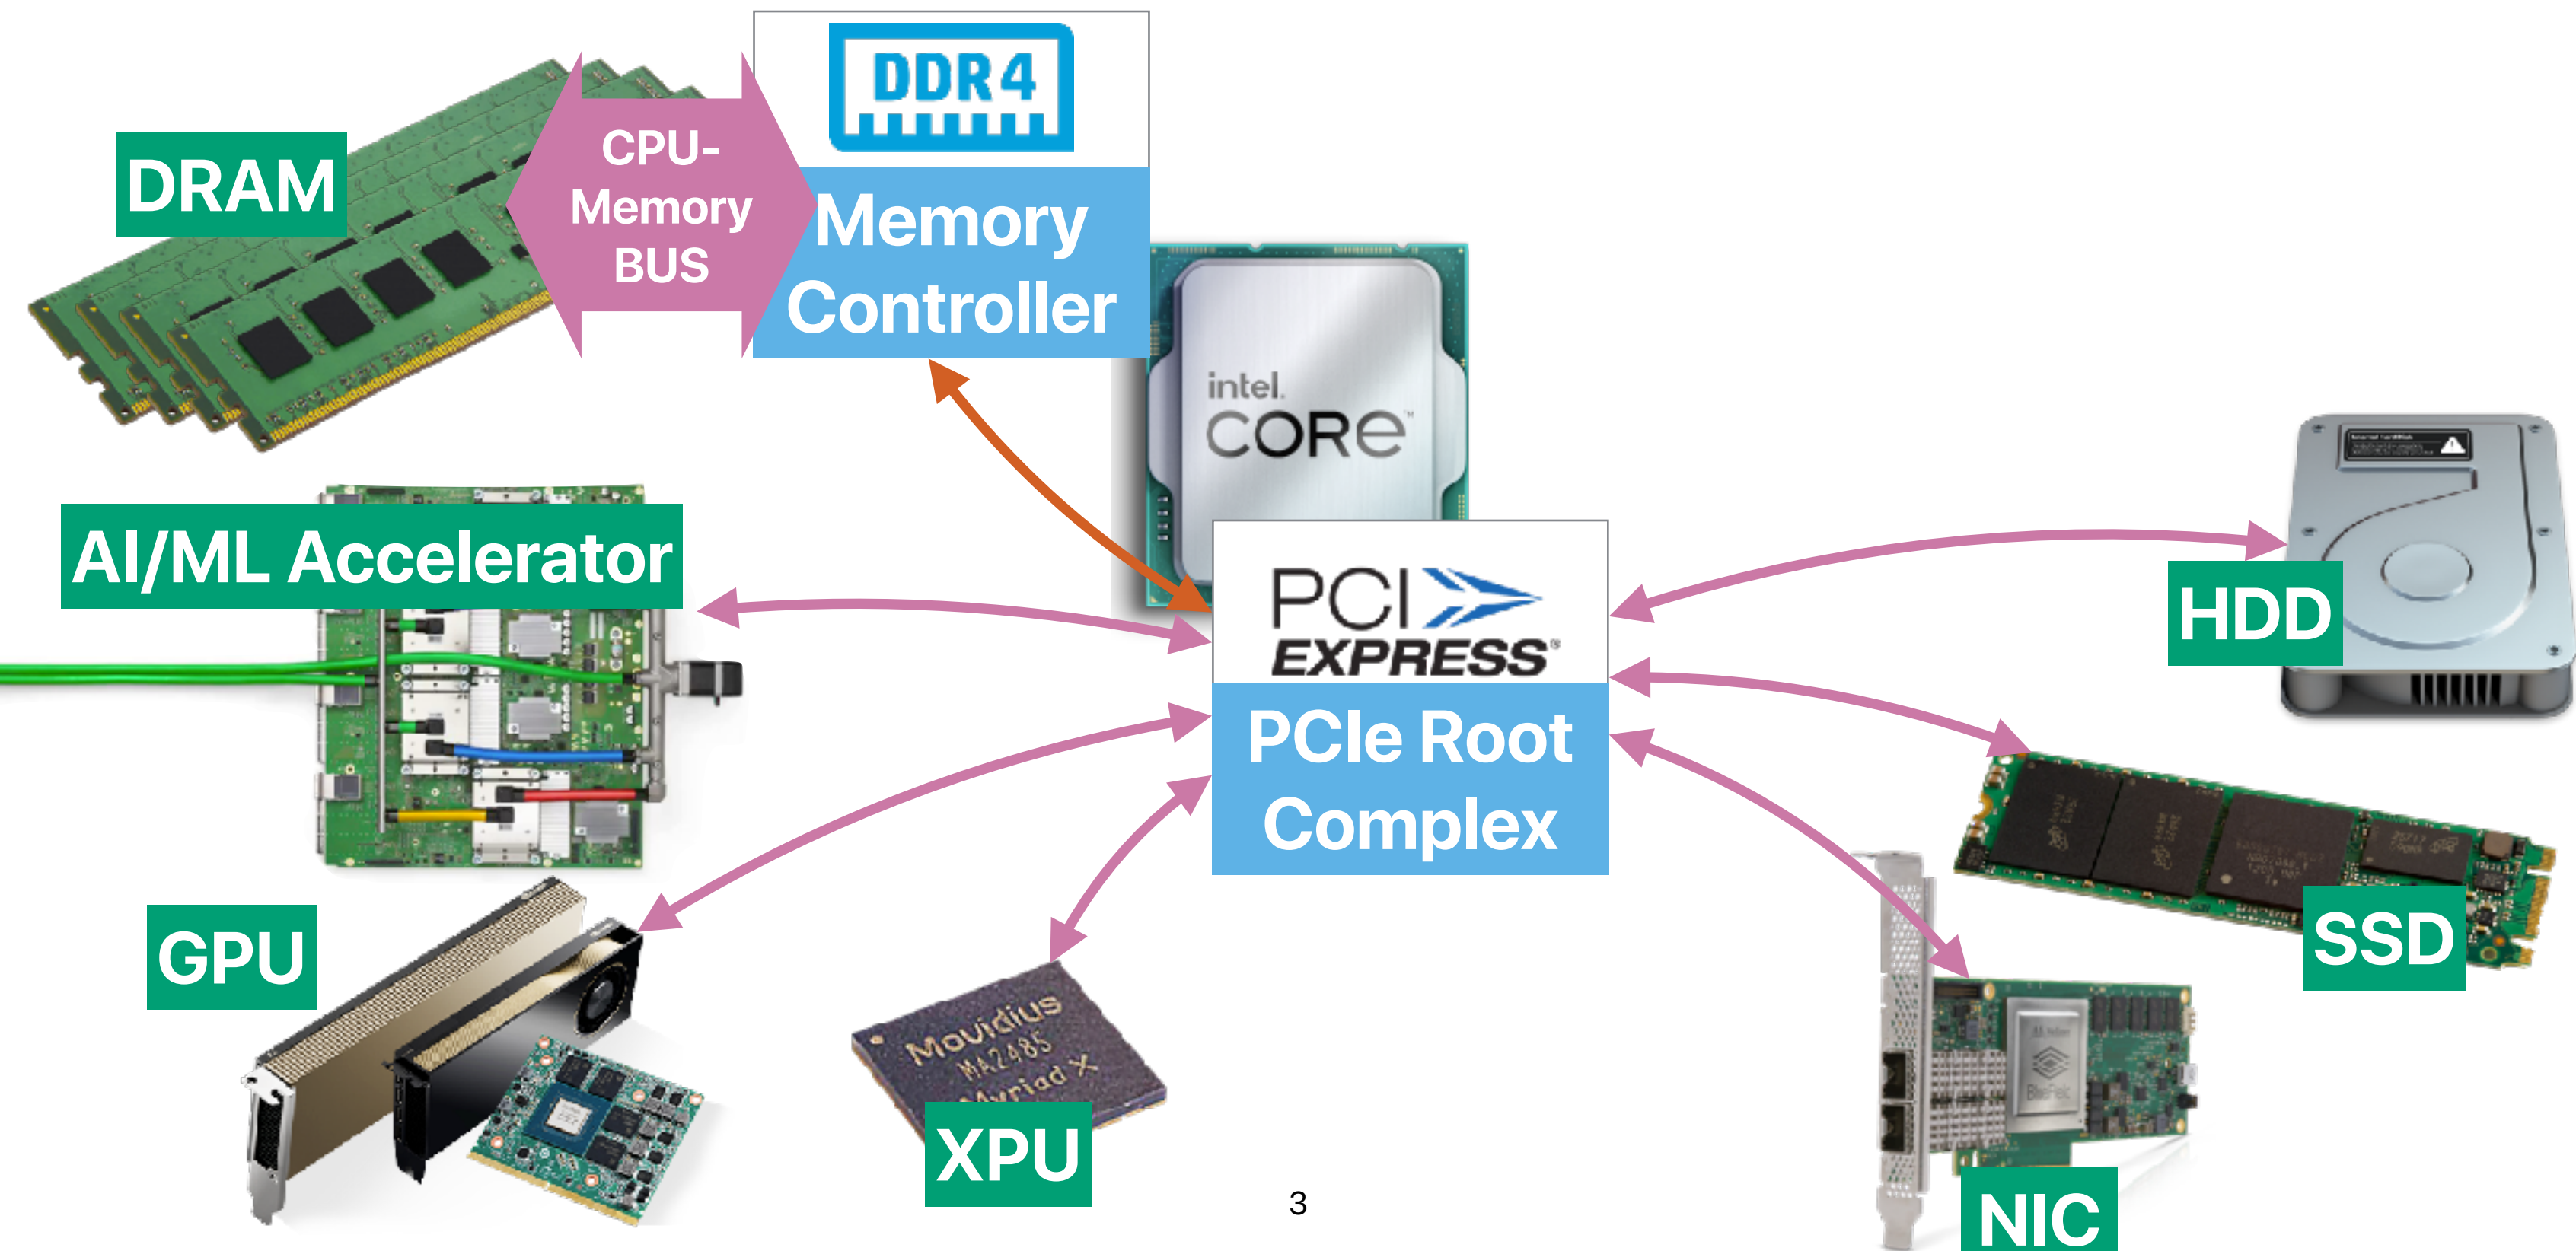 DDR4
CPU-
Memory
BUS
DRAM
Memory
Controller
intel.
CORe™
AI/ML Accelerator
PCI
EXPRESS®
HDD
PCIe Root
Complex
SSD
GPU
Movidius
MA2485
Myriad X
XPU
NIC
3